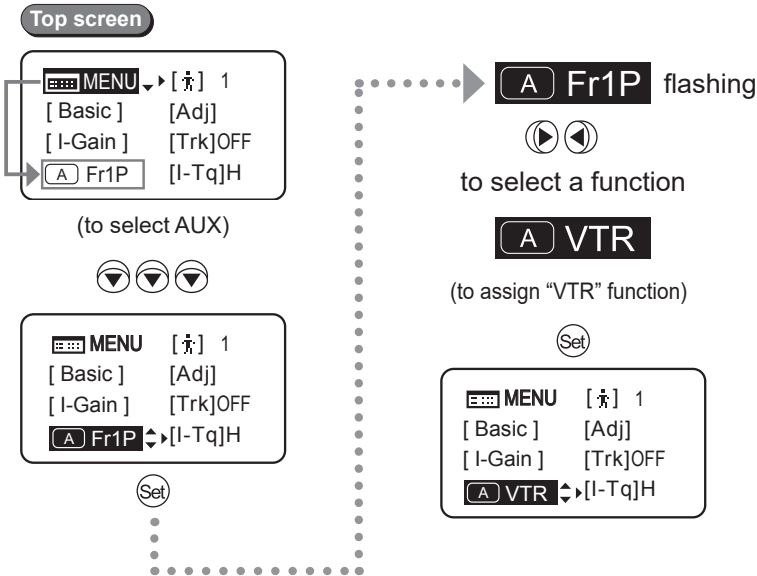 Top screen
MENU [ ] 1
[ Basic ] [Adj]
[ I-Gain ] [Trk]OFF
A Fr1P [I-Tq]H
(to select AUX)
MENU [ ] 1
[ Basic ] [Adj]
[ I-Gain ] [Trk]OFF
A Fr1P [I-Tq]H
Set
A Fr1P flashing
to select a function
A VTR
(to assign “VTR” function)
Set
MENU [ ] 1
[ Basic ] [Adj]
[ I-Gain ] [Trk]OFF
A VTR [I-Tq]H